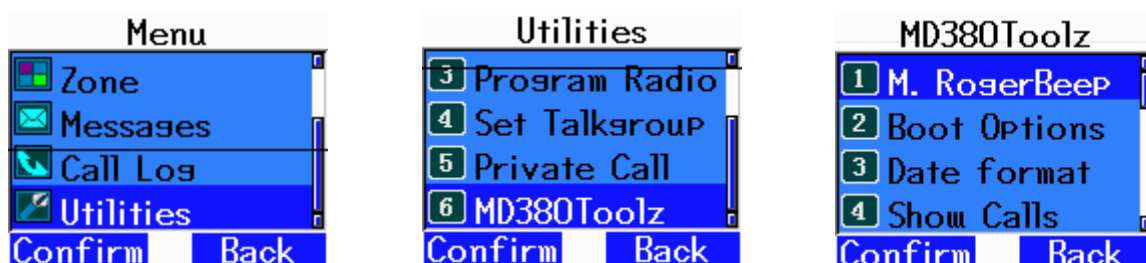 Menu
Zone
Messages
Call Log
Utilities
Confirm Back
Utilities
3 Program Radio
4 Set Talkgroup
5 Private Call
6 MD380Toolz
Confirm Back
MD380Toolz
1 M. RogerBeep
2 Boot Options
3 Date format
4 Show Calls
Confirm Back